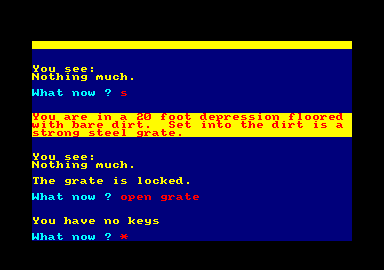 You see:
Nothing much.
What now ? s
You are in a 20 foot depression floored
with bare dirt.  Set into the dirt is a
strong steel grate.
You see:
Nothing much.
The grate is locked.
What now ? open grate
You have no keys
What now ? *